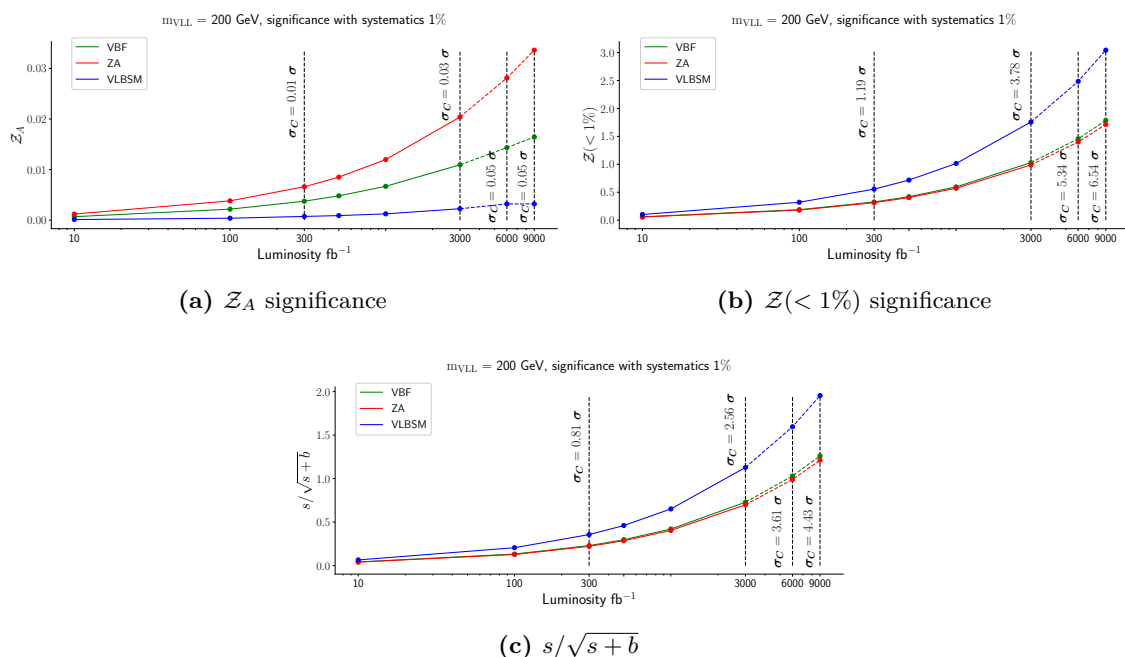 m_VLL = 200 GeV, significance with systematics 1%
VBF
ZA
VLBSM
σ_C = 0.01 σ
σ_C = 0.03 σ
σ_C = 0.05 σ
σ_C = 0.05 σ
Z_A
0.03
0.02
0.01
0.00
10 100 300 3000 6000 9000
Luminosity fb⁻¹
(a) Z_A significance
m_VLL = 200 GeV, significance with systematics 1%
VBF
ZA
VLBSM
σ_C = 1.19 σ
σ_C = 3.78 σ
σ_C = 5.34 σ
σ_C = 6.54 σ
Z(< 1%)
3.0
2.5
2.0
1.5
1.0
0.5
0.0
10 100 300 3000 6000 9000
Luminosity fb⁻¹
(b) Z(< 1%) significance
m_VLL = 200 GeV, significance with systematics 1%
VBF
ZA
VLBSM
σ_C = 0.81 σ
σ_C = 2.56 σ
σ_C = 3.61 σ
σ_C = 4.43 σ
s/√s + b
2.0
1.5
1.0
0.5
0.0
10 100 300 3000 6000 9000
Luminosity fb⁻¹
(c) s/√s + b